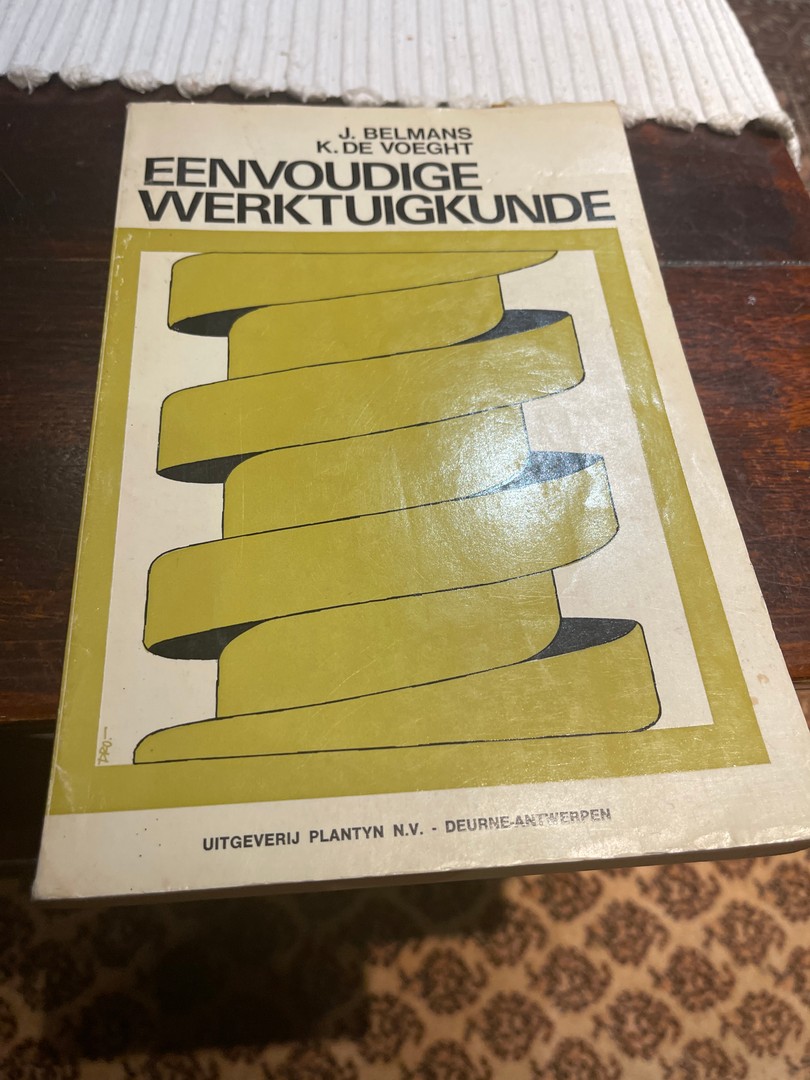 J. BELMANS
K. DE VOEGHT
EENVOUDIGE
WERKTUIGKUNDE
UITGEVERIJ PLANTYN N.V. - DEURNE-ANTWERPEN